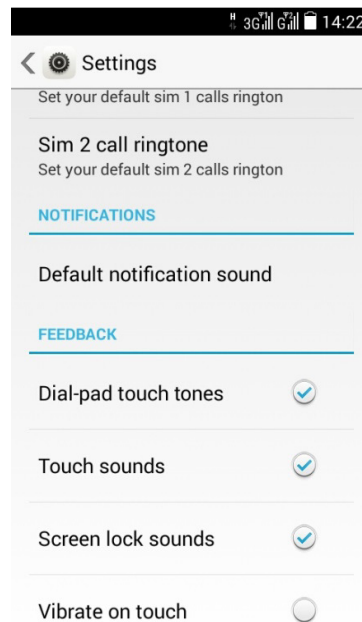 H 3G G 14:22
Settings
Set your default sim 1 calls rington
Sim 2 call ringtone
Set your default sim 2 calls rington
NOTIFICATIONS
Default notification sound
FEEDBACK
Dial-pad touch tones
Touch sounds
Screen lock sounds
Vibrate on touch